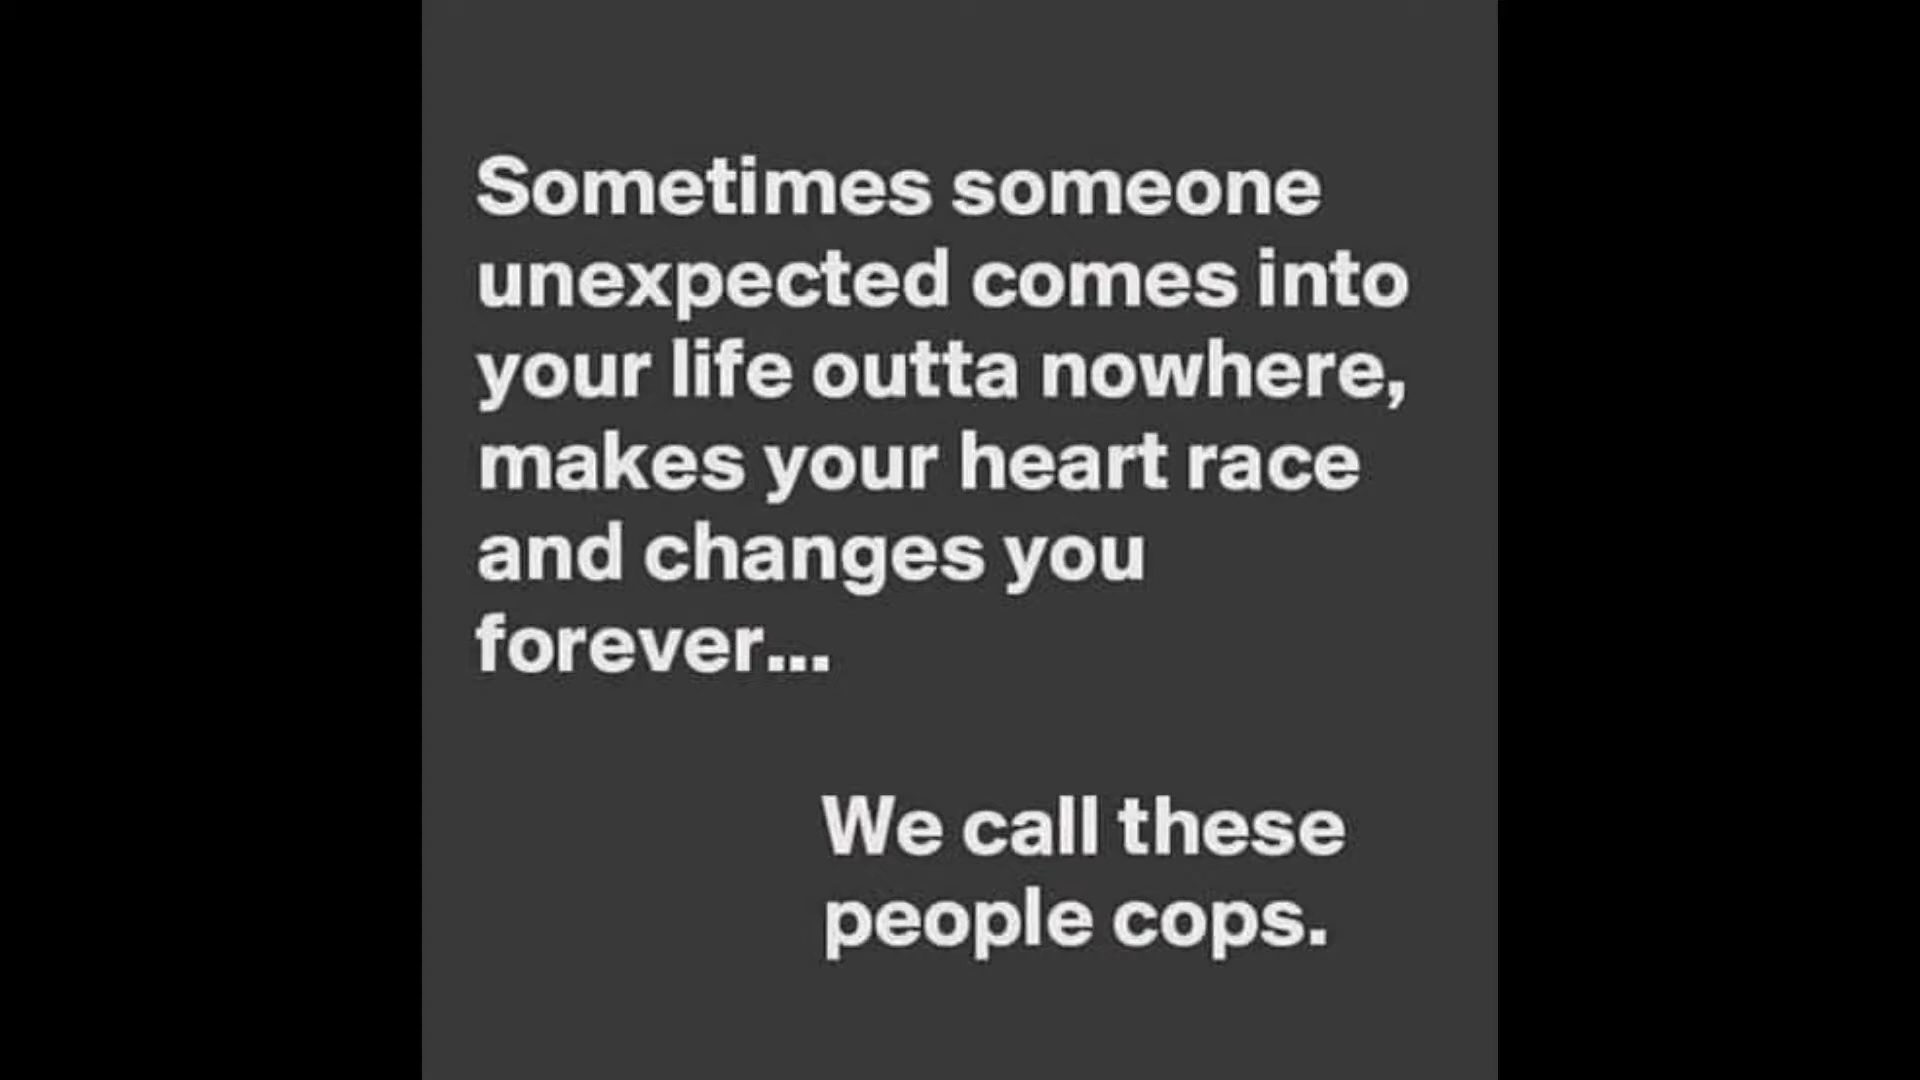 Sometimes someone
unexpected comes into
your life outta nowhere,
makes your heart race
and changes you
forever...
We call these
people cops.